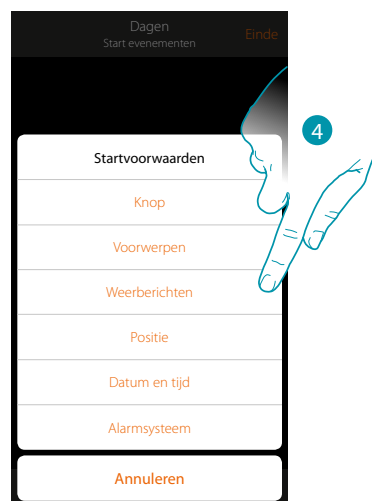 Dagen
Start evenementen
Einde
4
Startvoorwaarden
Knop
Voorwerpen
Weerberichten
Positie
Datum en tijd
Alarmsysteem
Annuleren